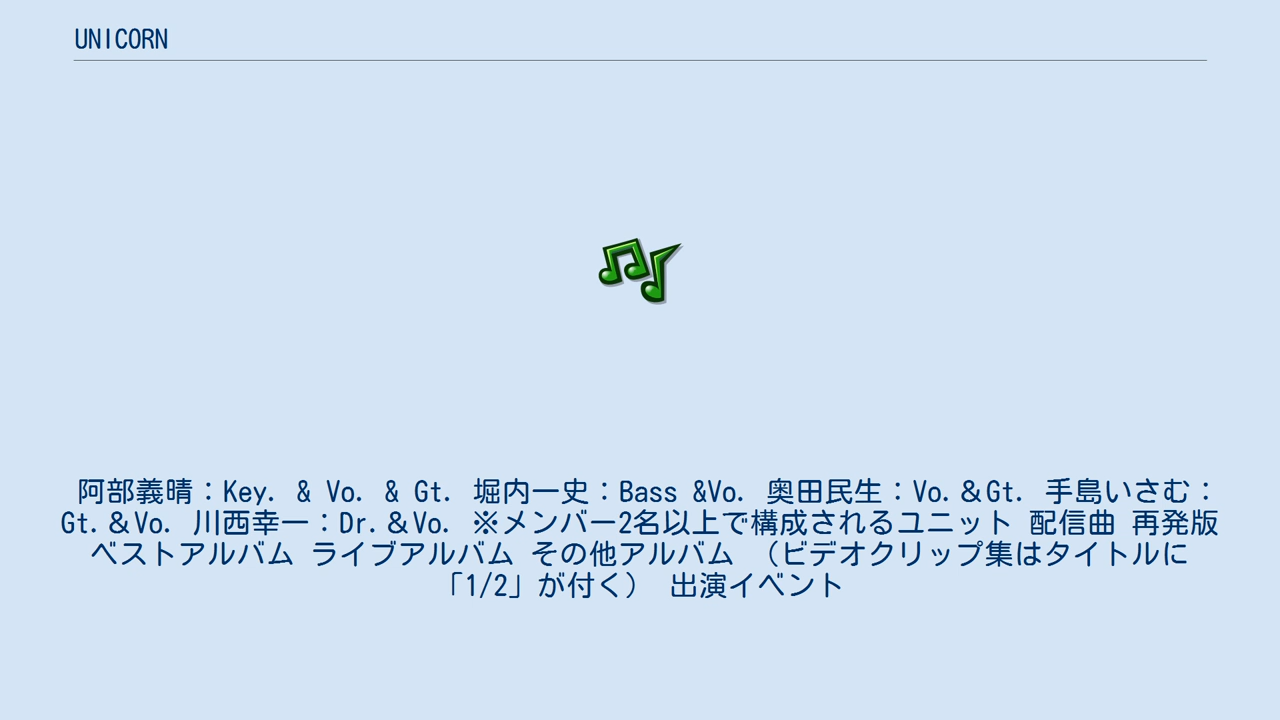 UNICORN
阿部義晴：Key. & Vo. & Gt. 堀内一史：Bass &Vo. 奥田民生：Vo.＆Gt. 手島いさむ：
Gt.＆Vo. 川西幸一：Dr.＆Vo. ※メンバー2名以上で構成されるユニット 配信曲 再発版
ベストアルバム ライブアルバム その他アルバム （ビデオクリップ集はタイトルに
「1/2」が付く） 出演イベント